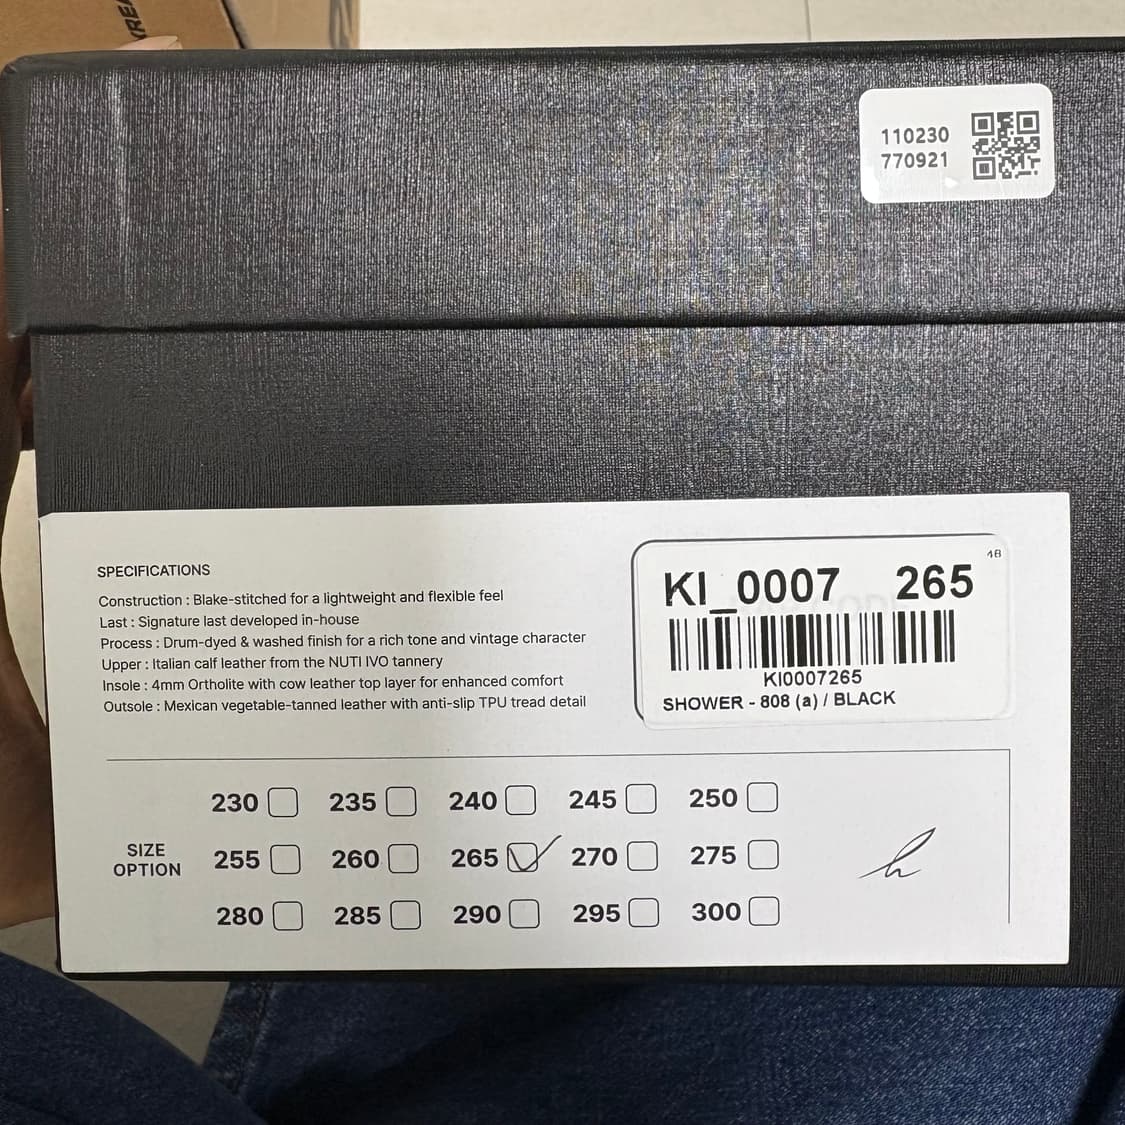 110230
770921
SPECIFICATIONS
Construction : Blake-stitched for a lightweight and flexible feel
Last : Signature last developed in-house
Process : Drum-dyed & washed finish for a rich tone and vintage character
Upper : Italian calf leather from the NUTI IVO tannery
Insole : 4mm Ortholite with cow leather top layer for enhanced comfort
Outsole : Mexican vegetable-tanned leather with anti-slip TPU tread detail
KI_0007 265
KI0007265
SHOWER - 808 (a) / BLACK
SIZE OPTION
230 235 240 245 250
255 260 265 270 275
280 285 290 295 300